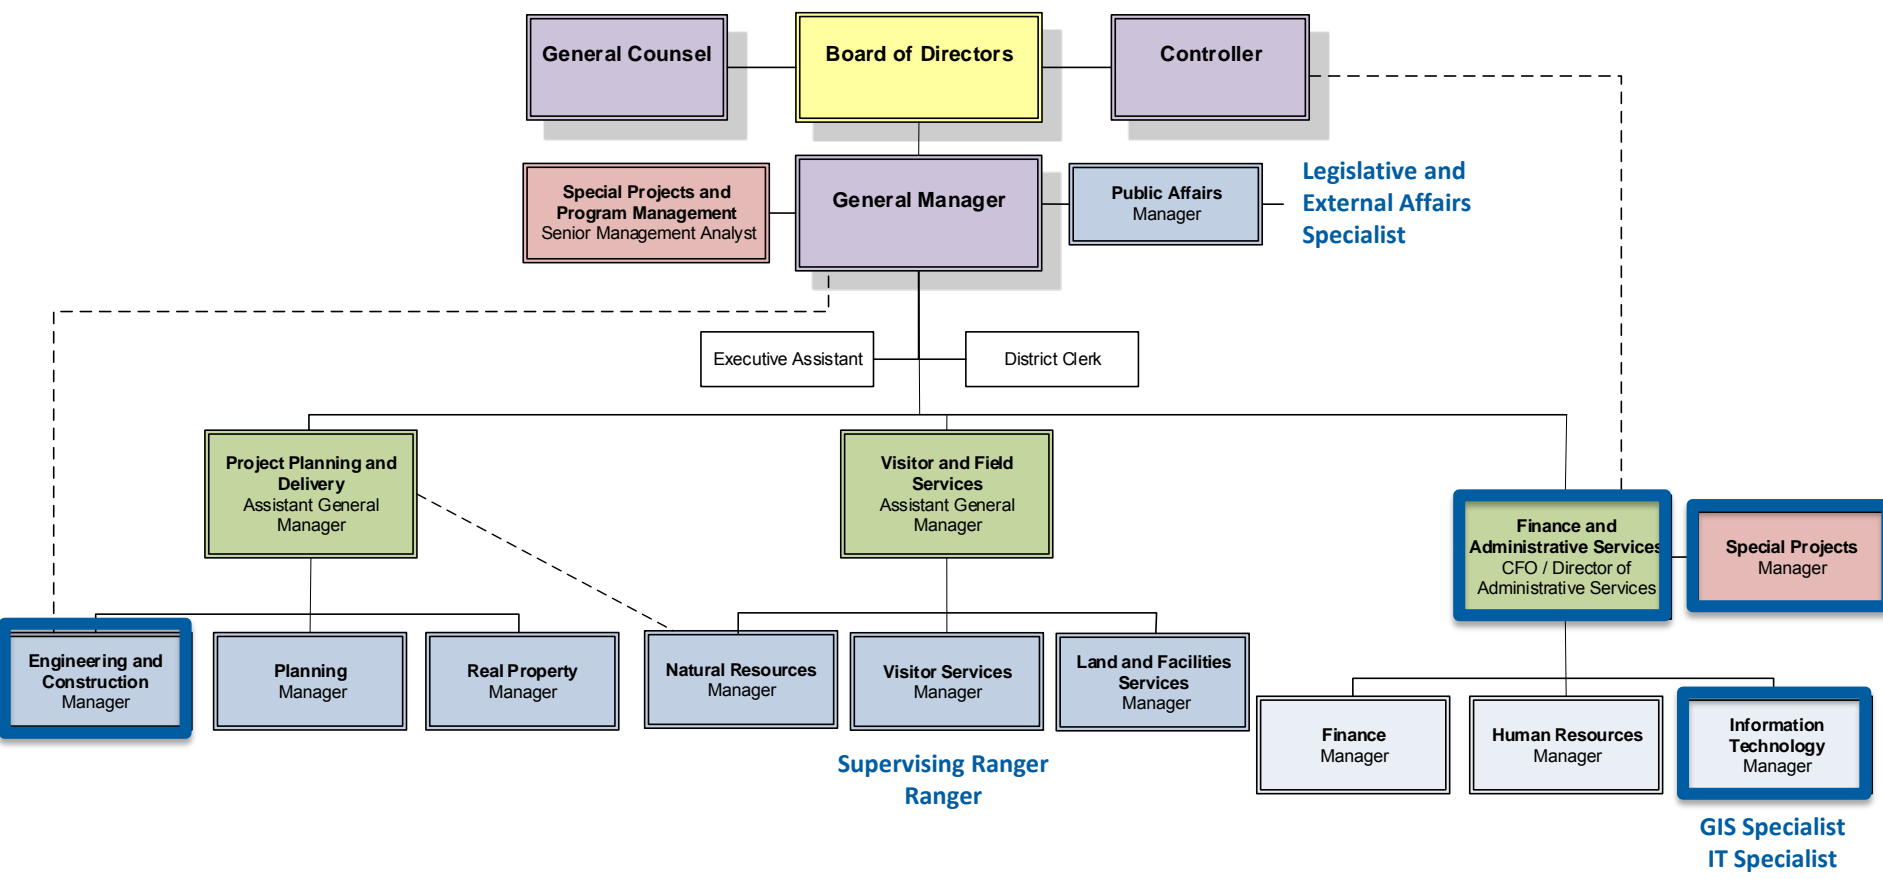 General Counsel
Board of Directors
Controller
Special Projects and
Program Management
Senior Management Analyst
General Manager
Public Affairs
Manager
Legislative and
External Affairs
Specialist
Executive Assistant
District Clerk
Project Planning and
Delivery
Assistant General
Manager
Visitor and Field
Services
Assistant General
Manager
Finance and
Administrative Services
CFO / Director of
Administrative Services
Special Projects
Manager
Engineering and
Construction
Manager
Planning
Manager
Real Property
Manager
Natural Resources
Manager
Visitor Services
Manager
Land and Facilities
Services
Manager
Finance
Manager
Human Resources
Manager
Information
Technology
Manager
Supervising Ranger
Ranger
GIS Specialist
IT Specialist